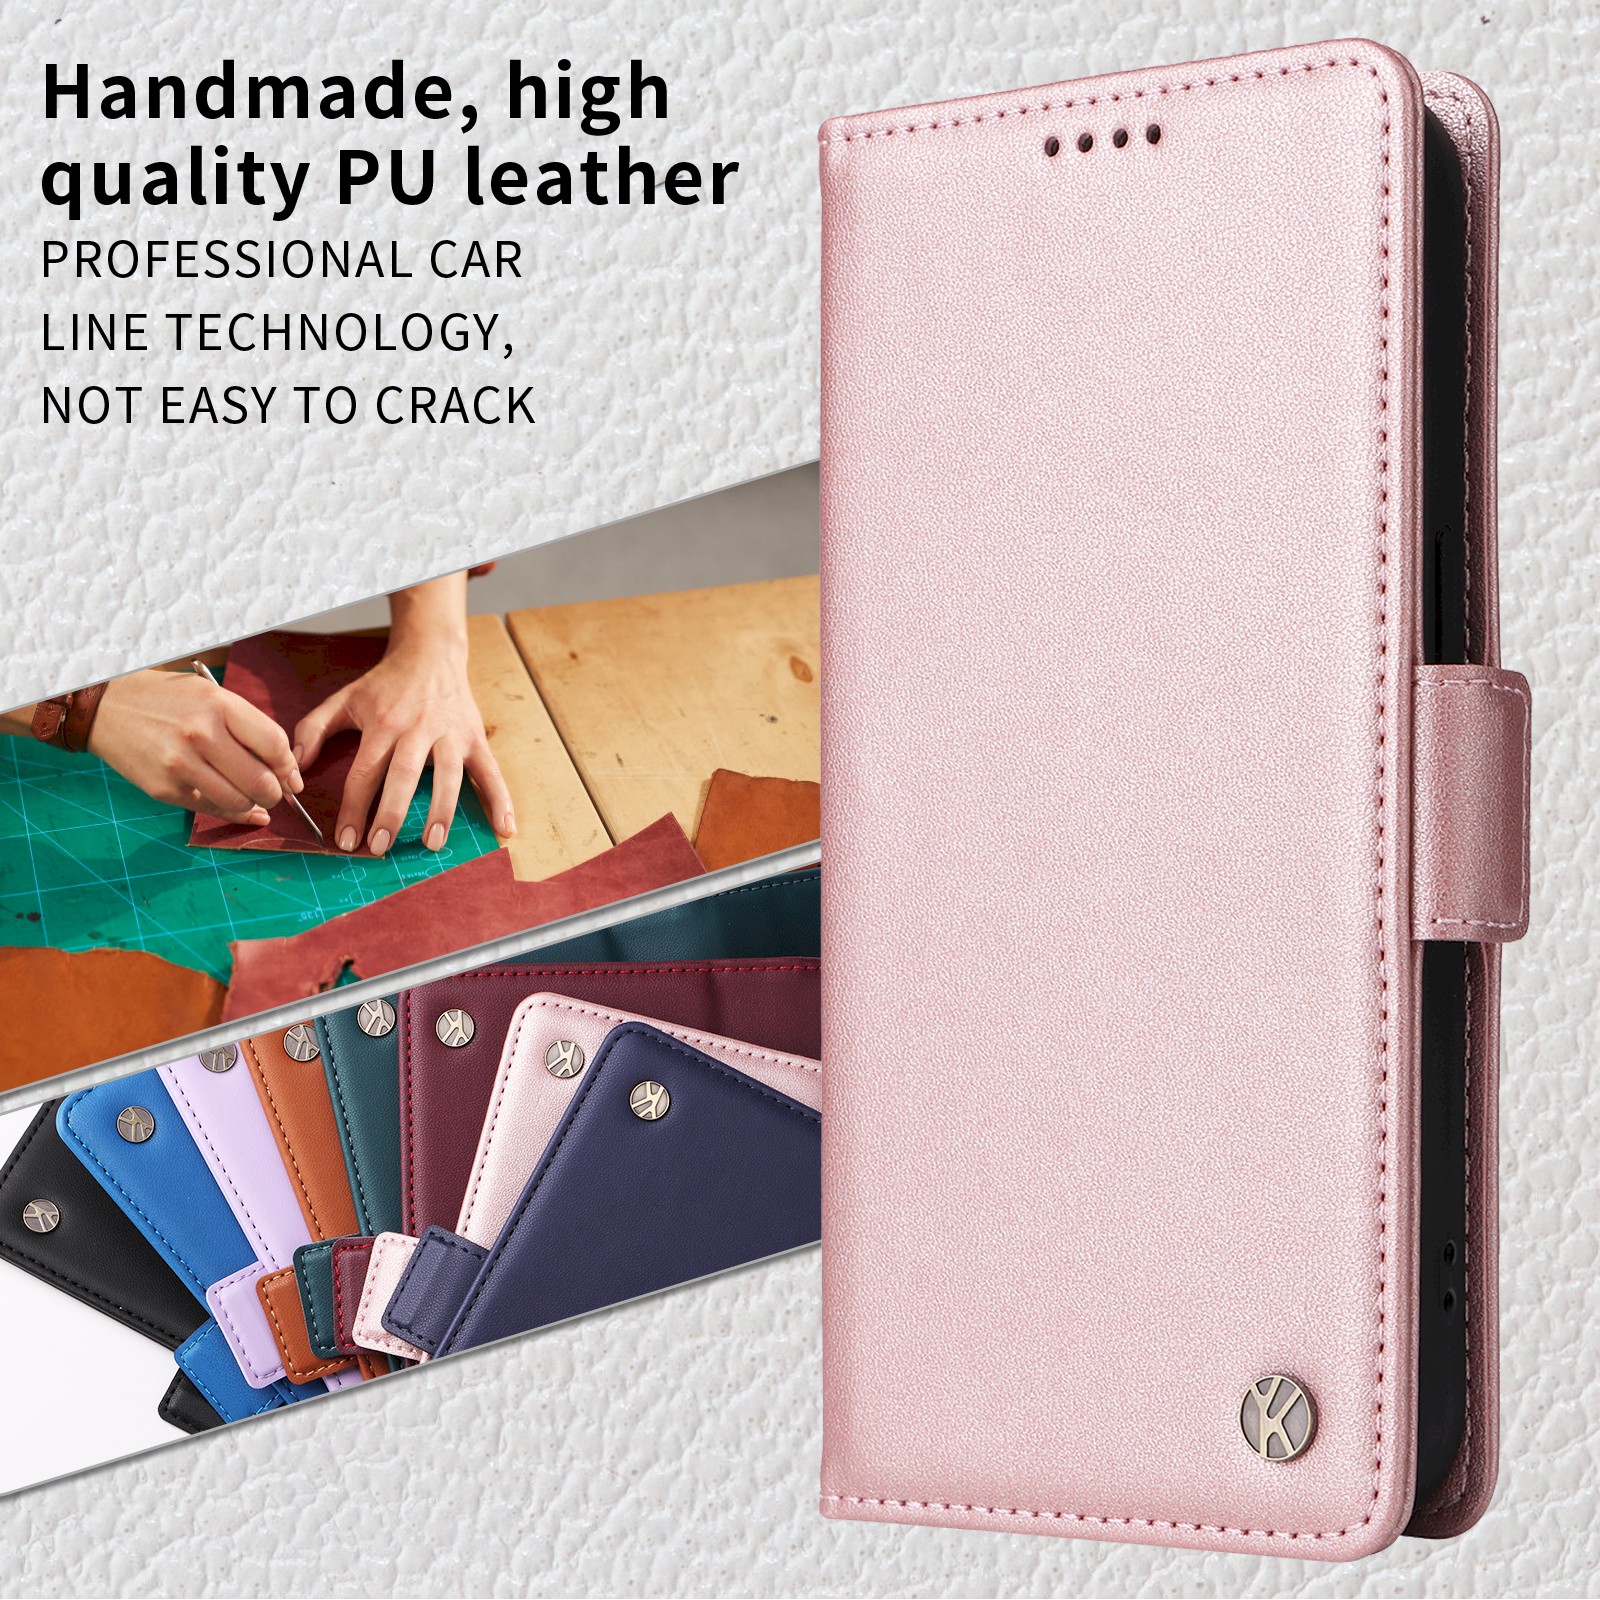 Handmade, high
quality PU leather
PROFESSIONAL CAR
LINE TECHNOLOGY,
NOT EASY TO CRACK